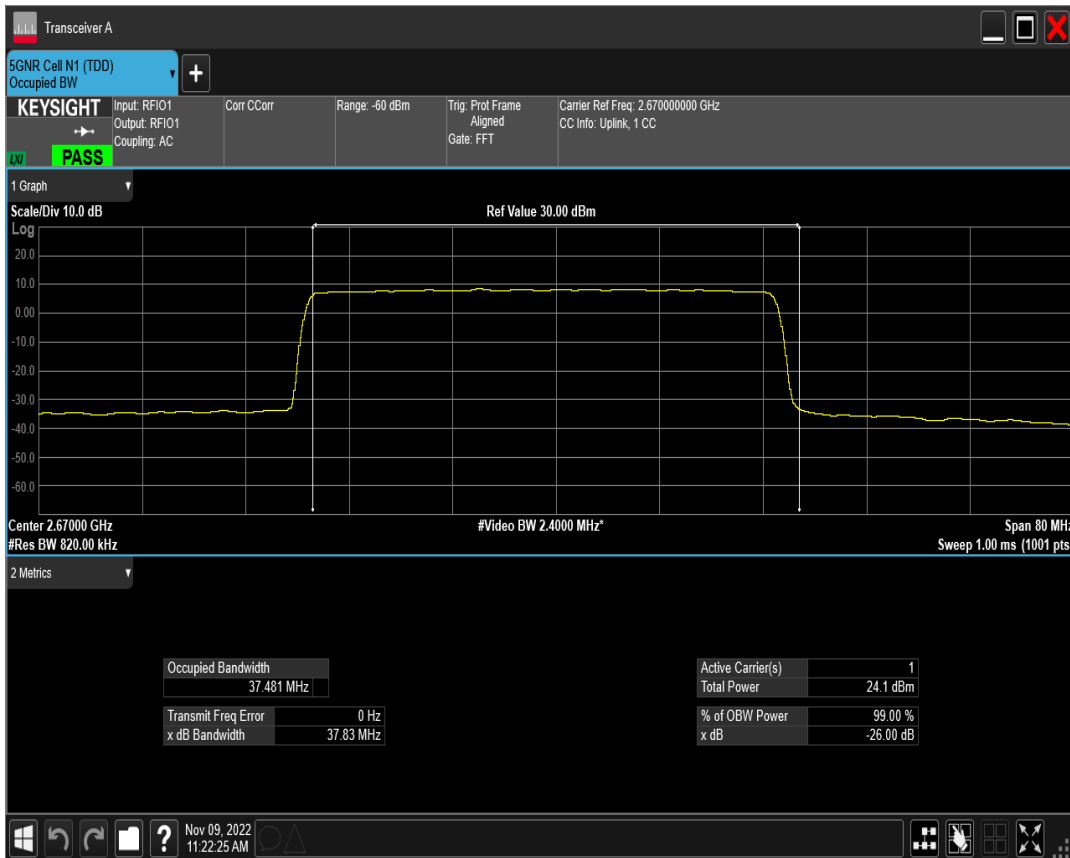 Transceiver A
5GNR Cell N1 (TDD)
Occupied BW
+
KEYSIGHT
LXI
PASS
Input: RFIO1
Output: RFIO1
Coupling: AC
Corr CCorr
Range: -60 dBm
Trig: Prot Frame
Aligned
Gate: FFT
Carrier Ref Freq: 2.670000000 GHz
CC Info: Uplink, 1 CC
1 Graph
Scale/Div 10.0 dB
Ref Value 30.00 dBm
Log
20.0
10.0
0.00
-10.0
-20.0
-30.0
-40.0
-50.0
-60.0
Center 2.67000 GHz
#Video BW 2.4000 MHz*
Span 80 MHz
#Res BW 820.00 kHz
Sweep 1.00 ms (1001 pts
2 Metrics
Occupied Bandwidth
37.481 MHz
Transmit Freq Error 0 Hz
x dB Bandwidth 37.83 MHz
Active Carrier(s) 1
Total Power 24.1 dBm
% of OBW Power 99.00 %
x dB -26.00 dB
?
Nov 09, 2022
11:22:25 AM